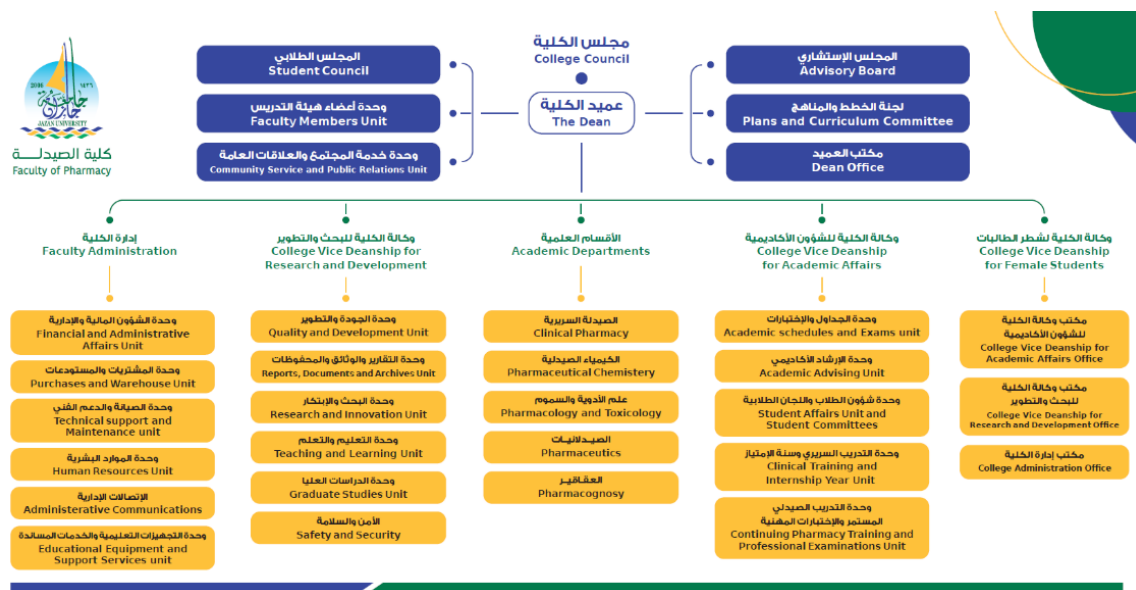 مجلس الكلية
College Council
عميد الكلية
The Dean
المجلس الطلابي
Student Council
وحدة أعضاء هيئة التدريس
Faculty Members Unit
وحدة خدمة المجتمع والعلاقات العامة
Community Service and Public Relations Unit
المجلس الإستشاري
Advisory Board
لجنة الخطط والمناهج
Plans and Curriculum Committee
مكتب العميد
Dean Office
2006
١٤٢٦
جامعة جازان
JAZAN UNIVERSITY
كلية الصيدلــــة
Faculty of Pharmacy
إدارة الكلية
Faculty Administration
وحدة الشؤون المالية والإدارية
Financial and Administrative
Affairs Unit
وحدة المشتريات والمستودعات
Purchases and Warehouse Unit
وحدة الصيانة والدعم الفني
Technical support and
Maintenance unit
وحدة الموارد البشرية
Human Resources Unit
الإتصالات الإدارية
Administerative Communications
وحدة التجهيزات التعليمية والخدمات المساندة
Educational Equipment and
Support Services unit
وكالة الكلية للبحث والتطوير
College Vice Deanship for
Research and Development
وحدة الجودة والتطوير
Quality and Development Unit
وحدة التقارير والوثائق والمحفوظات
Reports, Documents and Archives Unit
وحدة البحث والإبتكار
Research and Innovation Unit
وحدة التعليم والتعلم
Teaching and Learning Unit
وحدة الدراسات العليا
Graduate Studies Unit
الأمن والسلامة
Safety and Security
الأقسام العلمية
Academic Departments
الصيدلة السريرية
Clinical Pharmacy
الكيمياء الصيدلية
Pharmaceutical Chemistery
علم الأدوية والسموم
Pharmacology and Toxicology
الصيـدلانيـات
Pharmaceutics
العقـاقيـر
Pharmacognosy
وكالة الكلية للشؤون الأكاديمية
College Vice Deanship
for Academic Affairs
وحدة الجداول والإختبارات
Academic schedules and Exams unit
وحدة الإرشاد الأكاديمي
Academic Advising Unit
وحدة شؤون الطلاب واللجان الطلابية
Student Affairs Unit and
Student Committees
وحدة التدريب السريري وسنة الإمتياز
Clinical Training and
Internship Year Unit
وحدة التدريب الصيدلي
المستمر والإختبارات المهنية
Continuing Pharmacy Training and
Professional Examinations Unit
وكالة الكلية لشطر الطالبات
College Vice Deanship
for Female Students
مكتب وكالة الكلية
للشؤون الأكاديمية
College Vice Deanship for
Academic Affairs Office
مكتب وكالة الكلية
للبحث والتطوير
College Vice Deanship for
Research and Development Office
مكتب إدارة الكلية
College Administration Office